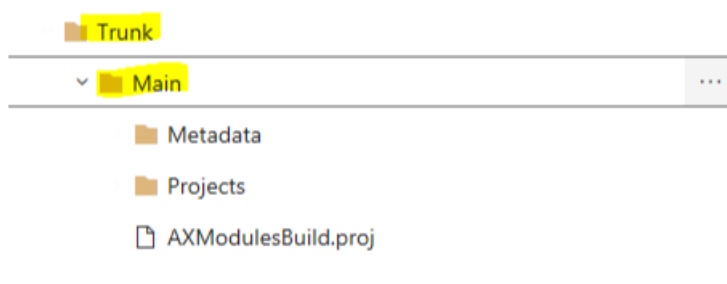 Trunk
Main
Metadata
Projects
AXModulesBuild.proj